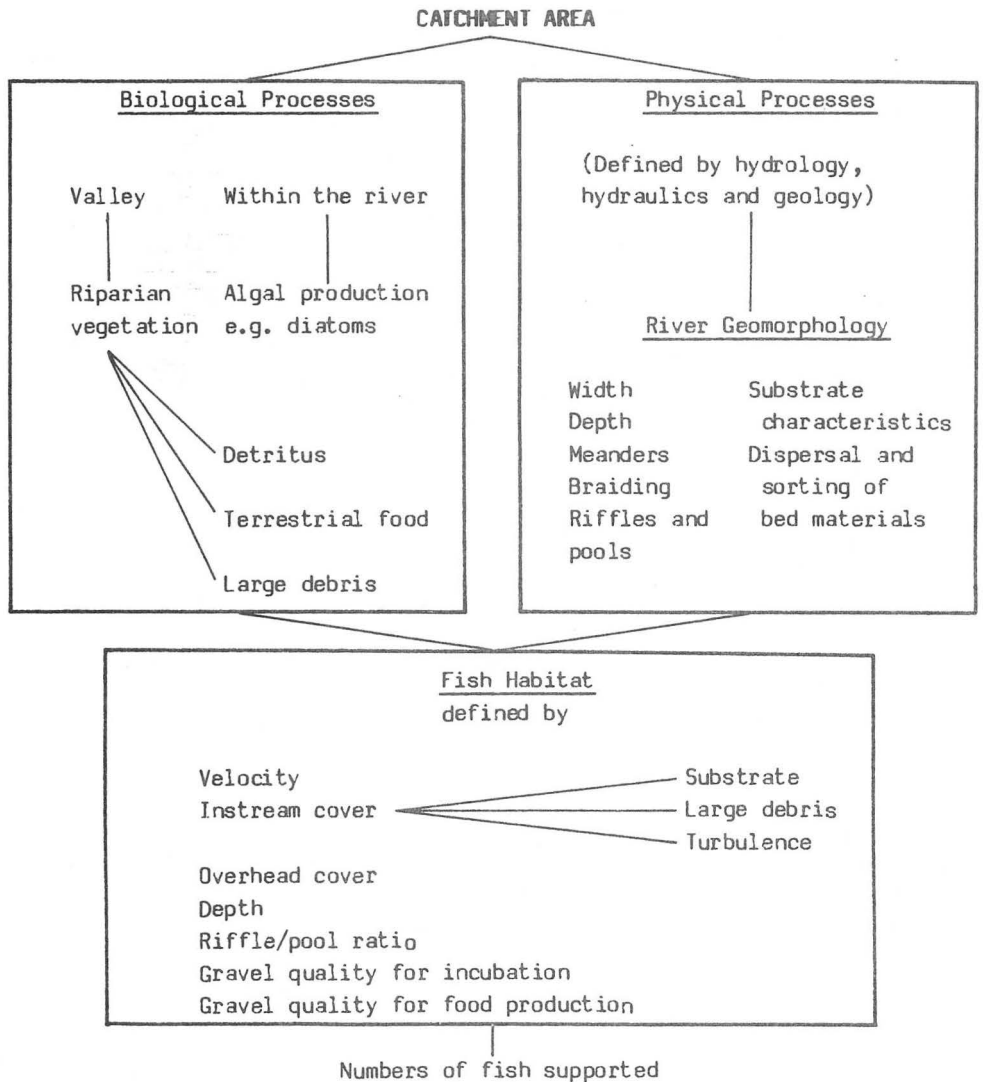 CATCHMENT AREA
Biological Processes
Valley Within the river
Riparian Algal production
vegetation e.g. diatoms
Detritus
Terrestrial food
Large debris
Physical Processes
(Defined by hydrology,
hydraulics and geology)
River Geomorphology
Width Substrate
Depth characteristics
Meanders Dispersal and
Braiding sorting of
Riffles and bed materials
pools
Fish Habitat
defined by
Velocity Substrate
Instream cover Large debris
Turbulence
Overhead cover
Depth
Riffle/pool ratio
Gravel quality for incubation
Gravel quality for food production
Numbers of fish supported